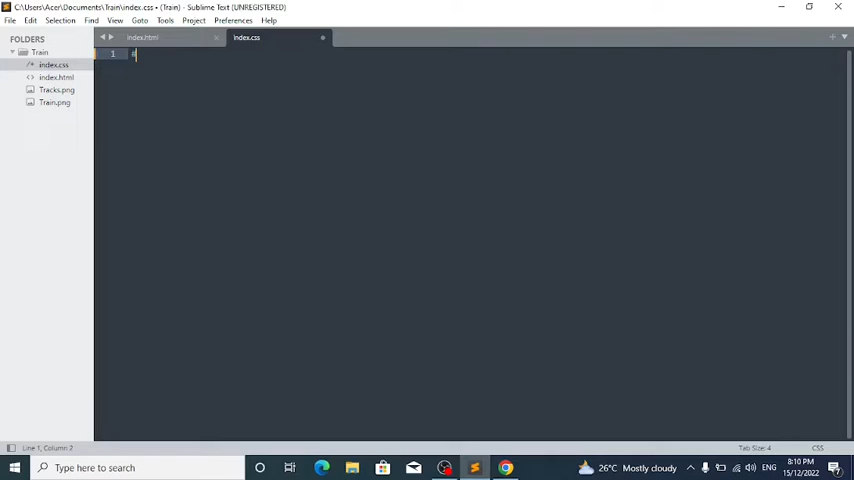 C:\Users\Acer\Documents\Train\index.css • (Train) - Sublime Text (UNREGISTERED)
File Edit Selection Find View Goto Tools Project Preferences Help
FOLDERS
Train
index.css
index.html
Tracks.png
Train.png
index.html
index.css
1 #
Line 1, Column 2
Tab Size: 4
CSS
Type here to search
26°C Mostly cloudy
ENG
8:10 PM
15/12/2022
7